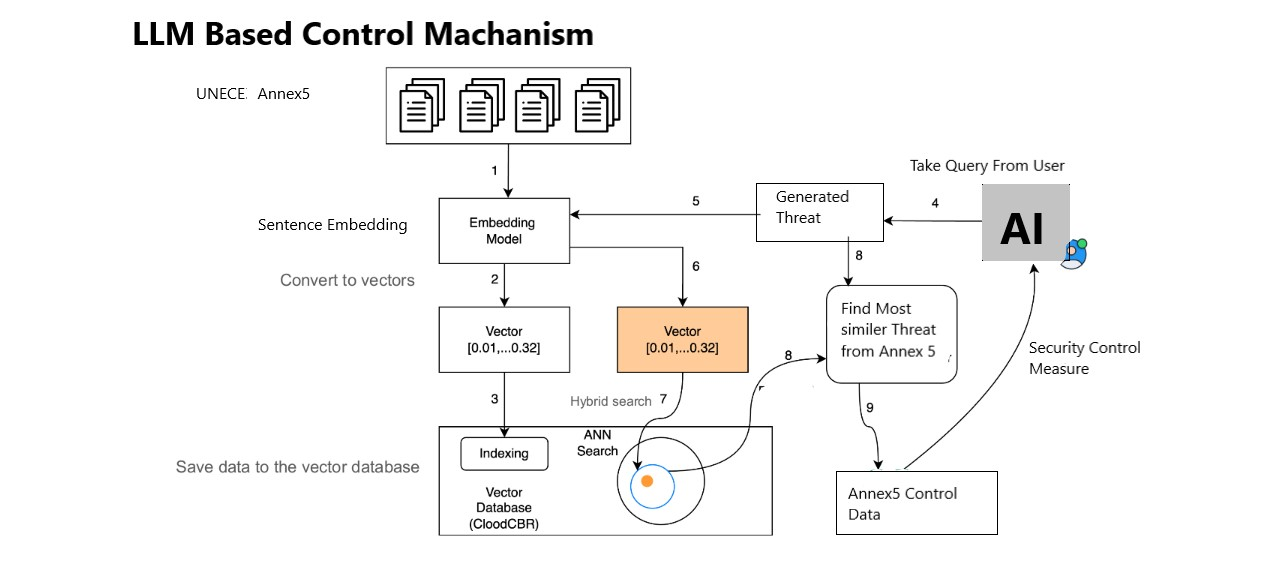 LLM Based Control Machanism
UNECE. Annex5
1
Take Query From User
Sentence Embedding
Embedding
Model
5
Generated
Threat
4
AI
Convert to vectors
2
6
8
Vector
[0.01,...0.32]
Vector
[0.01,...0.32]
Find Most
similer Threat
from Annex 5
8
Security Control
Measure
3
Hybrid search
7
9
Save data to the vector database
Indexing
ANN
Search
Vector
Database
(CloodCBR)
Annex5 Control
Data